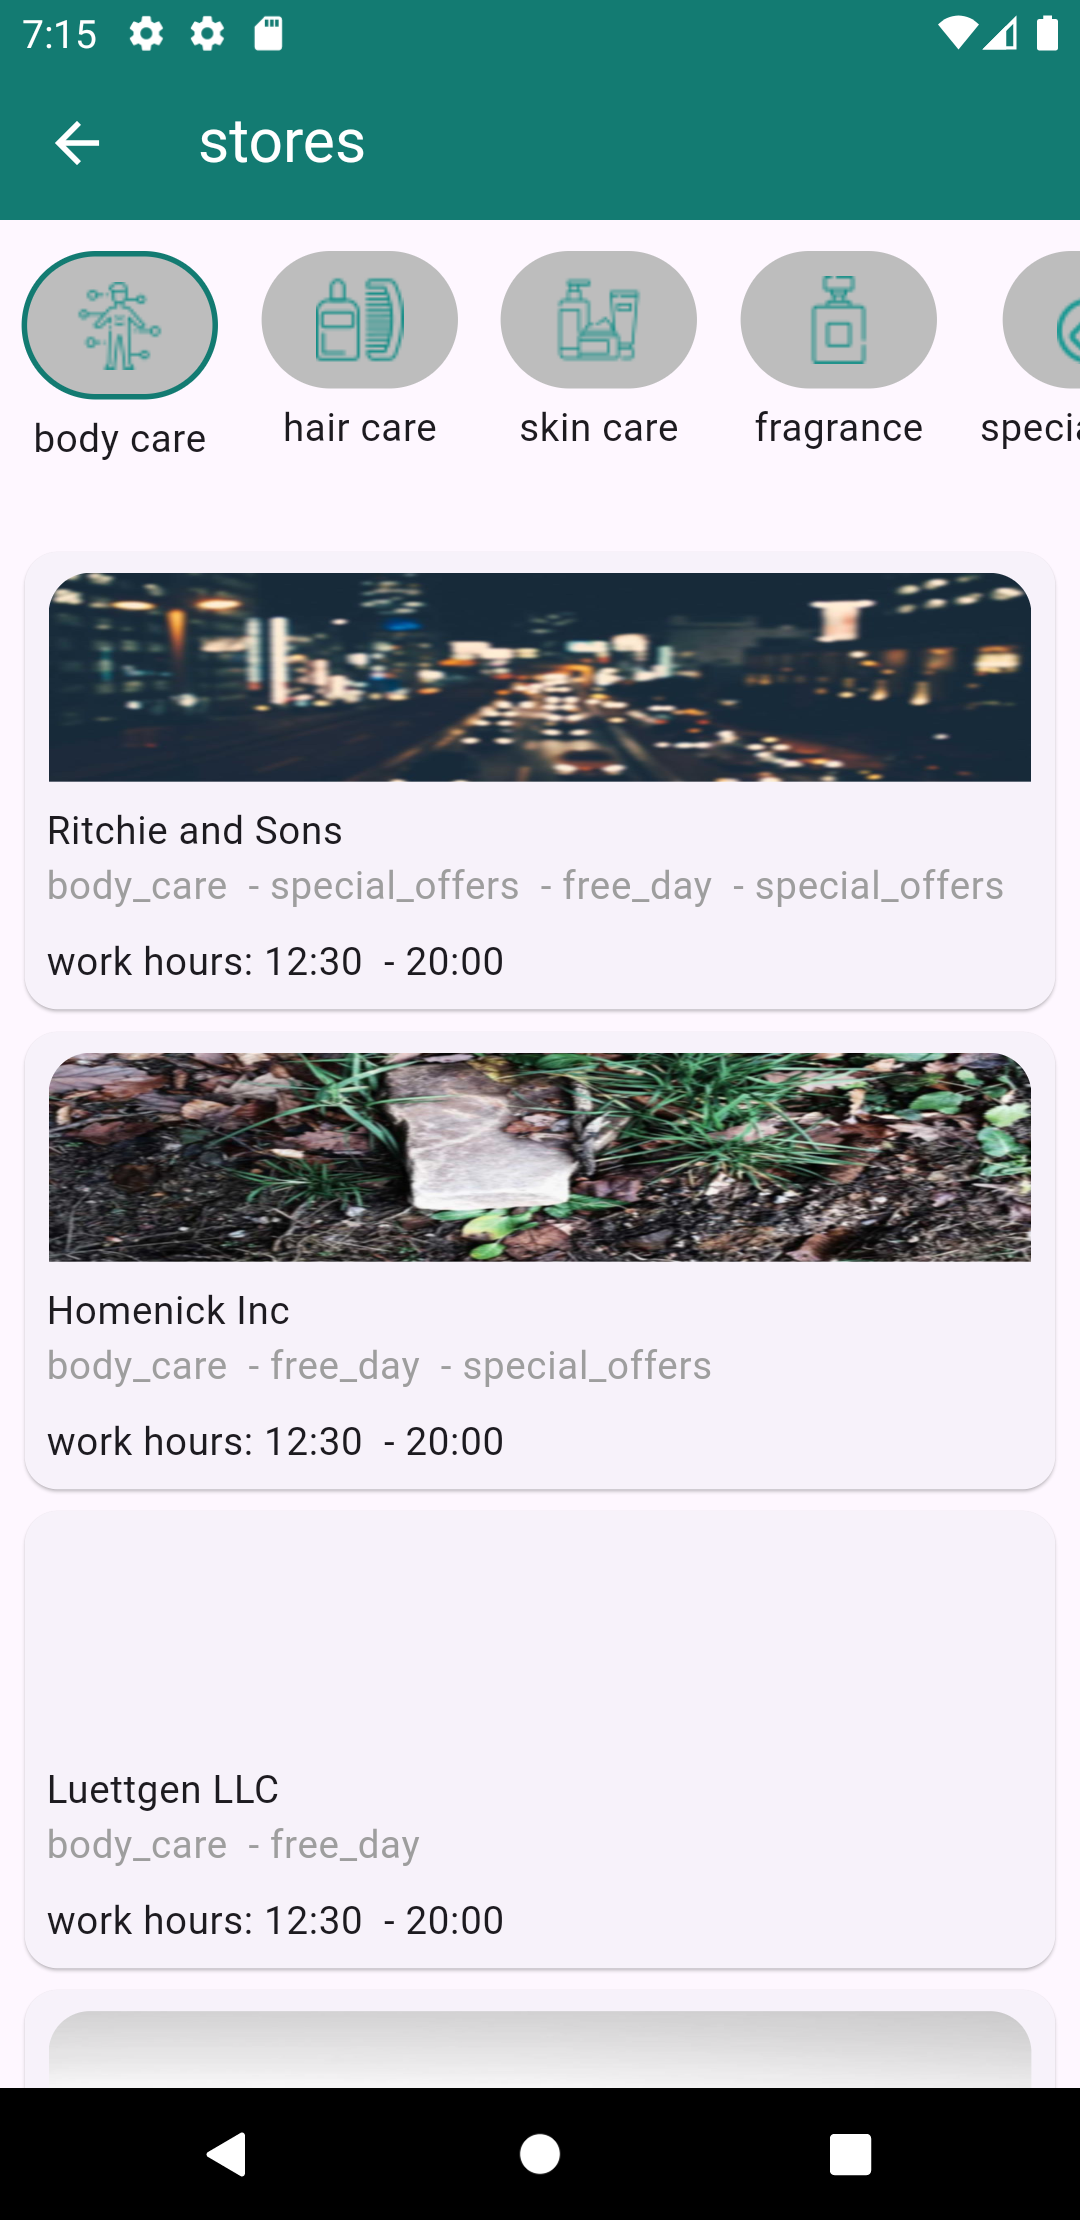 7:15
stores
body care
hair care
skin care
fragrance
specia
Ritchie and Sons
body_care - special_offers - free_day - special_offers
work hours: 12:30 - 20:00
Homenick Inc
body_care - free_day - special_offers
work hours: 12:30 - 20:00
Luettgen LLC
body_care - free_day
work hours: 12:30 - 20:00